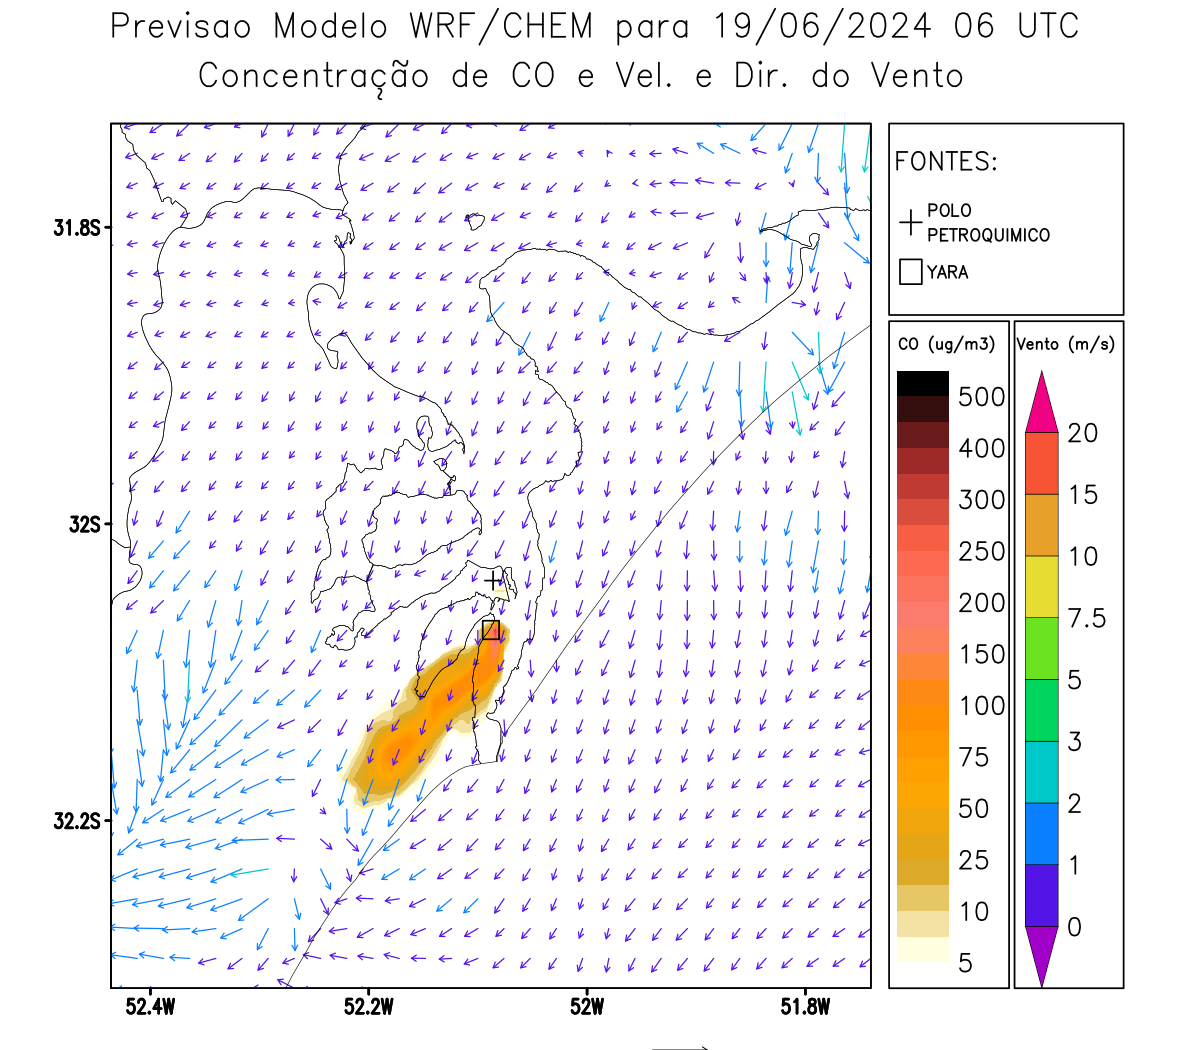 Previsao Modelo WRF/CHEM para 19/06/2024 06 UTC
Concentração de CO e Vel. e Dir. do Vento
FONTES:
POLO
PETROQUIMICO
YARA
CO (ug/m3)
500
400
300
250
200
150
100
75
50
25
10
5
Vento (m/s)
20
15
10
7.5
5
3
2
1
0
31.8S
32S
32.2S
52.4W
52.2W
52W
51.8W